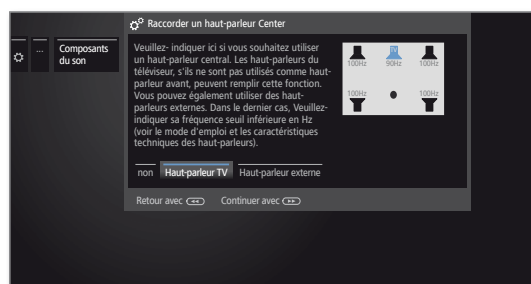 Raccorder un haut-parleur Center
...
Composants
du son
Veuillez- indiquer ici si vous souhaitez utiliser
un haut-parleur central. Les haut-parleurs du
téléviseur, s'ils ne sont pas utilisés comme haut-
parleur avant, peuvent remplir cette fonction.
Vous pouvez également utiliser des haut-
parleurs externes. Dans le dernier cas, Veuillez-
indiquer sa fréquence seuil inférieure en Hz
(voir le mode d'emploi et les caractéristiques
techniques des haut-parleurs).
TV
100Hz 90Hz 100Hz
100Hz 100Hz
non Haut-parleur TV Haut-parleur externe
Retour avec Continuer avec